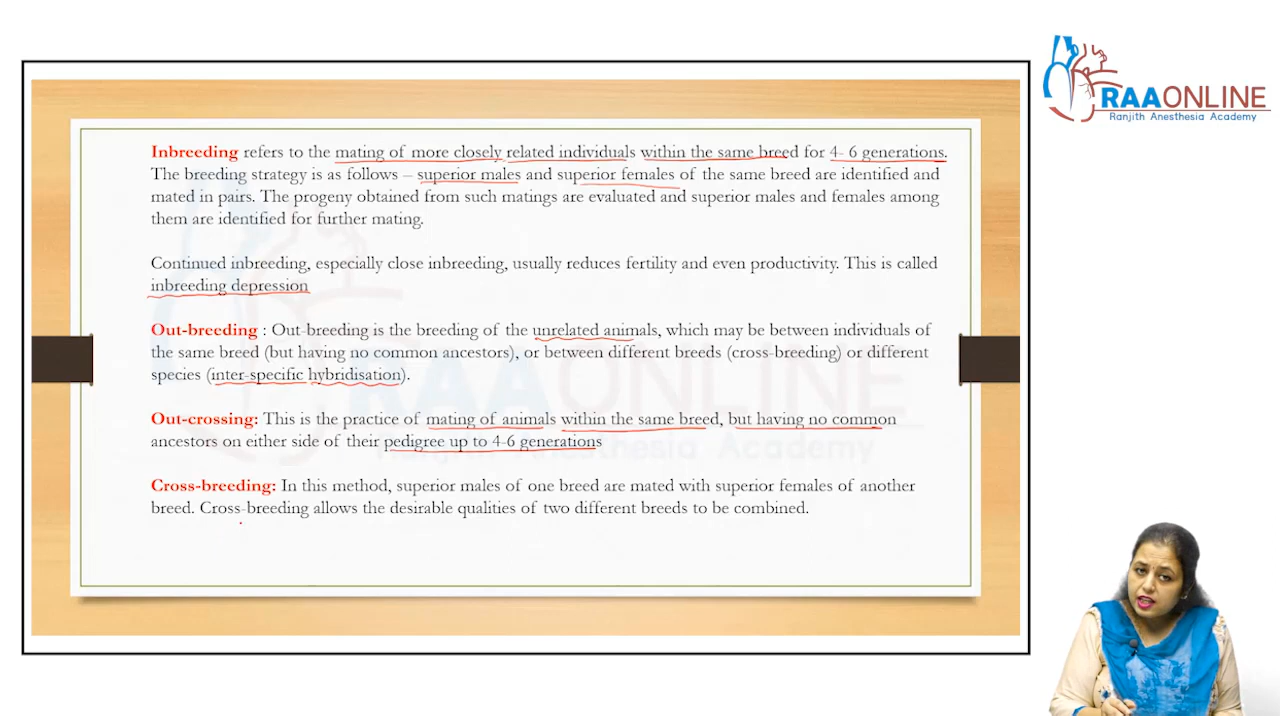 RAAONLINE
Ranjith Anesthesia Academy
Inbreeding refers to the mating of more closely related individuals within the same breed for 4- 6 generations.
The breeding strategy is as follows – superior males and superior females of the same breed are identified and
mated in pairs. The progeny obtained from such matings are evaluated and superior males and females among
them are identified for further mating.
Continued inbreeding, especially close inbreeding, usually reduces fertility and even productivity. This is called
inbreeding depression
Out-breeding : Out-breeding is the breeding of the unrelated animals, which may be between individuals of
the same breed (but having no common ancestors), or between different breeds (cross-breeding) or different
species (inter-specific hybridisation).
Out-crossing: This is the practice of mating of animals within the same breed, but having no common
ancestors on either side of their pedigree up to 4-6 generations
Cross-breeding: In this method, superior males of one breed are mated with superior females of another
breed. Cross-breeding allows the desirable qualities of two different breeds to be combined.
RAAONLINE
Ranjith Anesthesia Academy